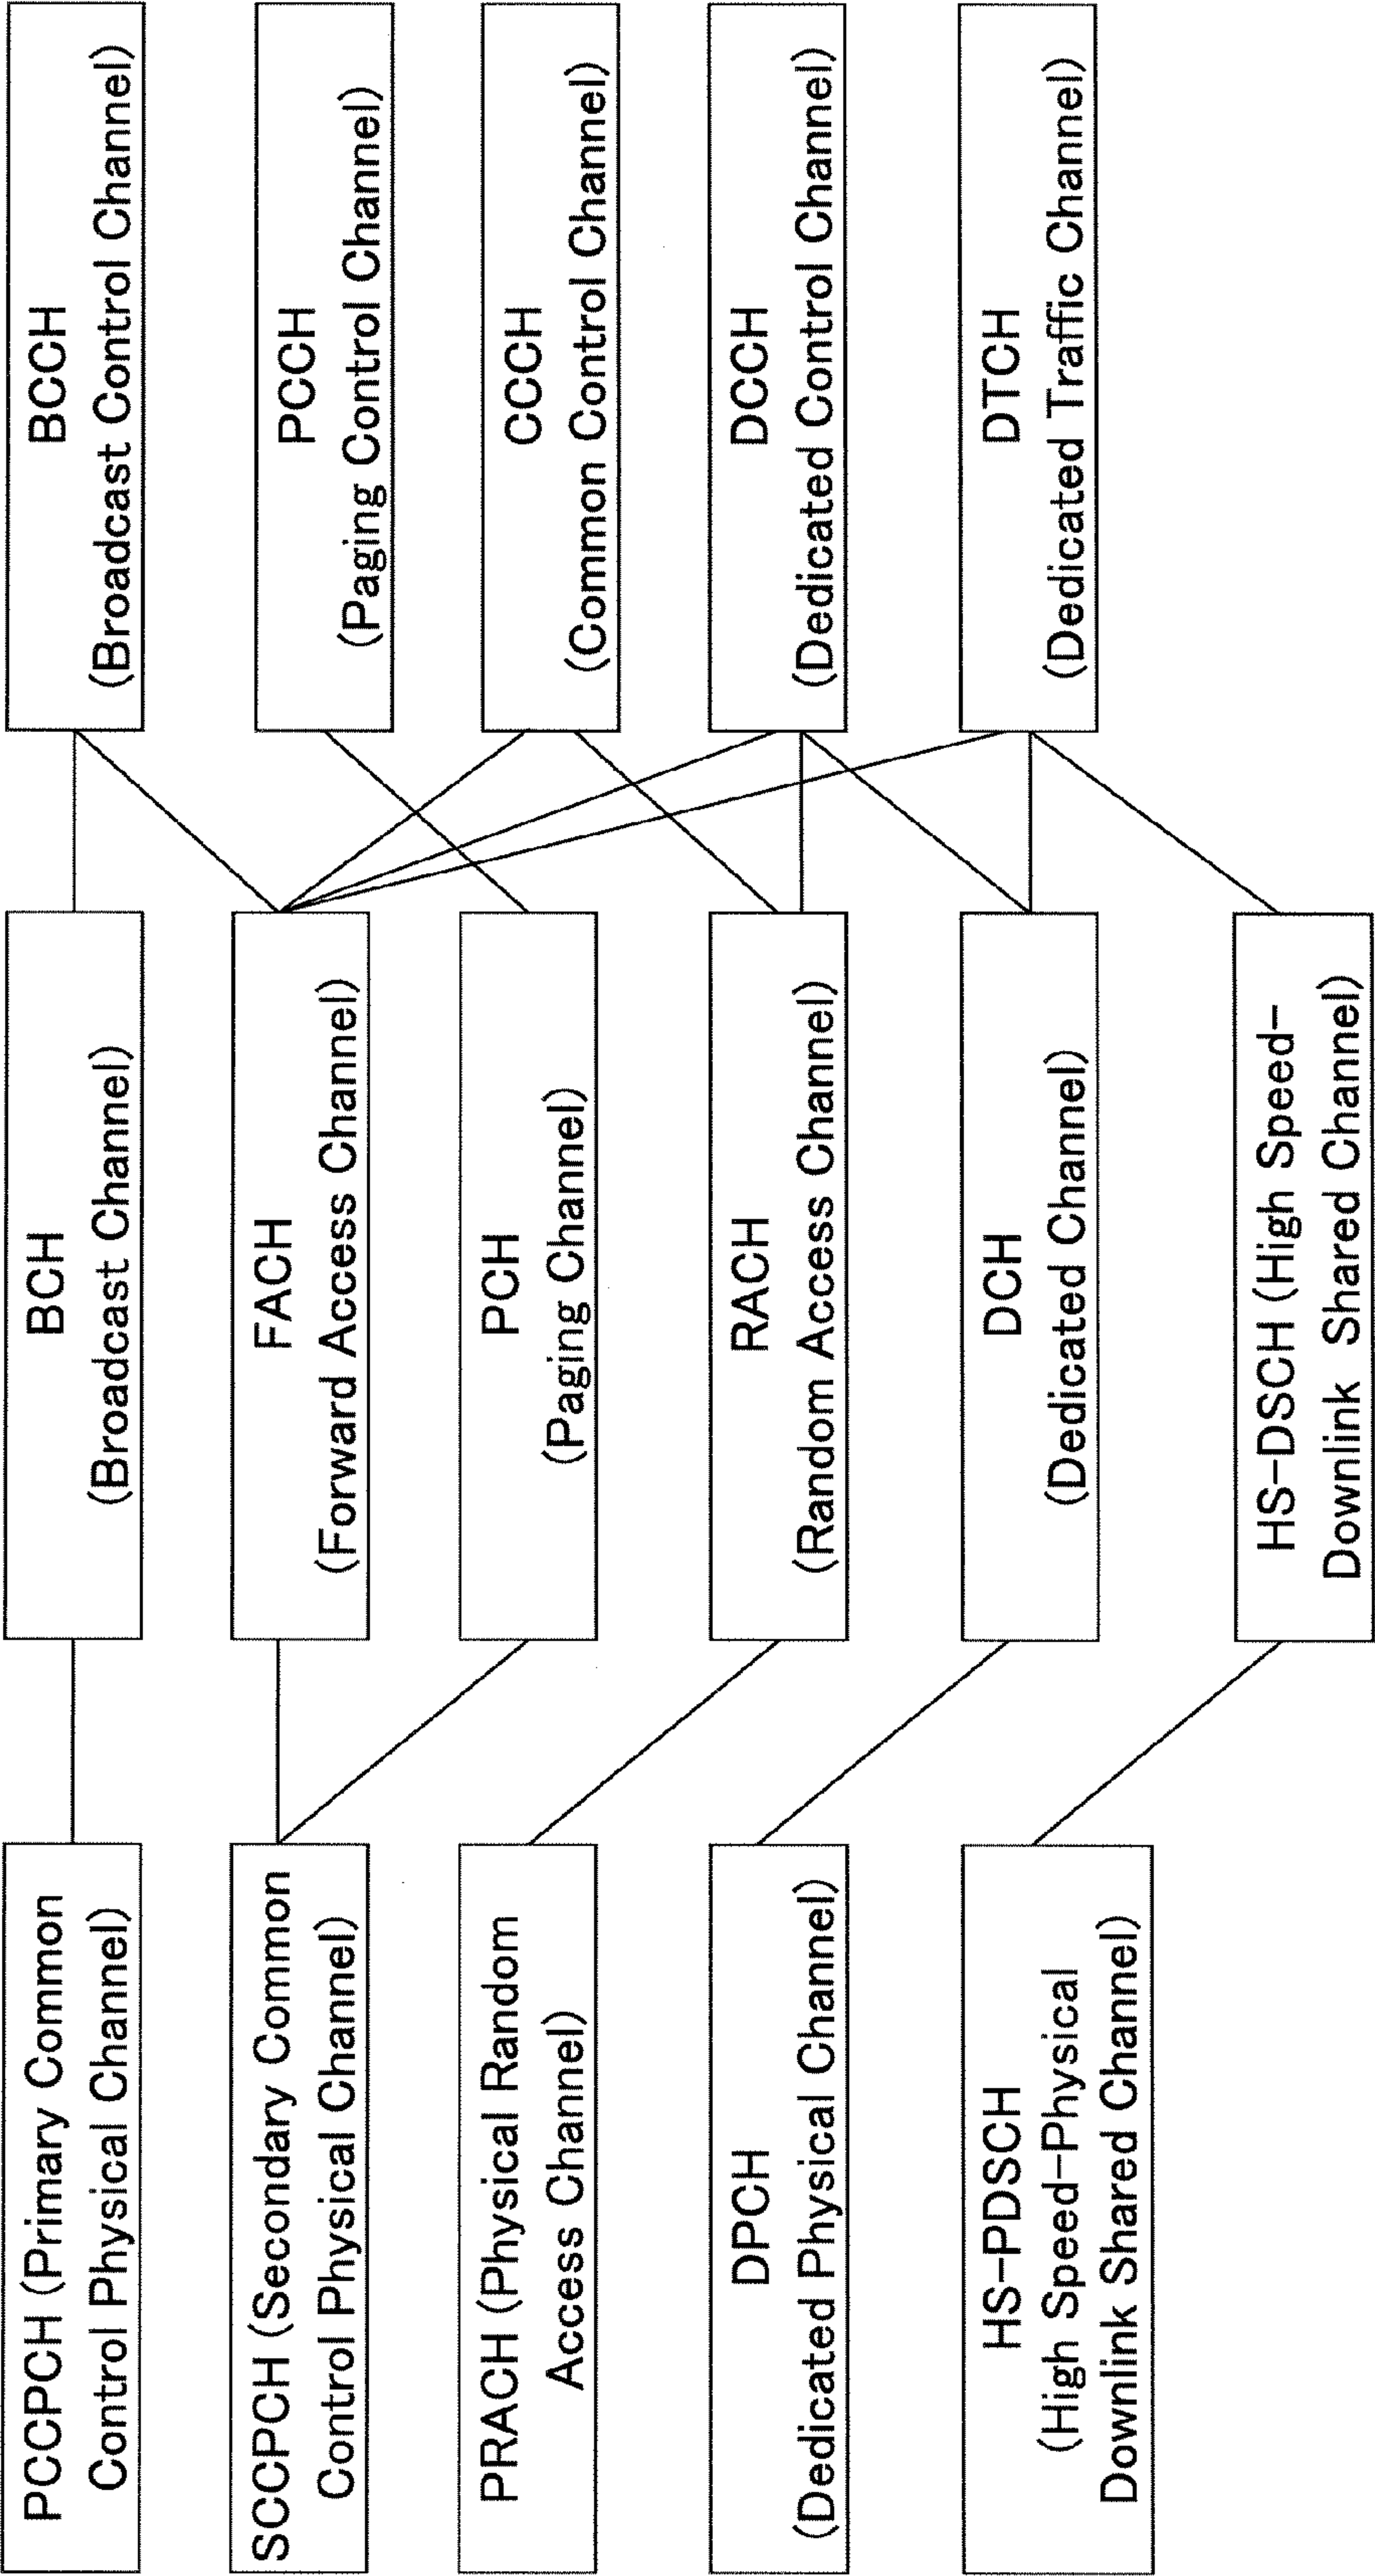 PCCPCH (Primary Common
Control Physical Channel)
SCCPCH (Secondary Common
Control Physical Channel)
PRACH (Physical Random
Access Channel)
DPCH
(Dedicated Physical Channel)
HS-PDSCH
(High Speed-Physical
Downlink Shared Channel)
BCH
(Broadcast Channel)
FACH
(Forward Access Channel)
PCH
(Paging Channel)
RACH
(Random Access Channel)
DCH
(Dedicated Channel)
HS-DSCH (High Speed-
Downlink Shared Channel)
BCCH
(Broadcast Control Channel)
PCCH
(Paging Control Channel)
CCCH
(Common Control Channel)
DCCH
(Dedicated Control Channel)
DTCH
(Dedicated Traffic Channel)